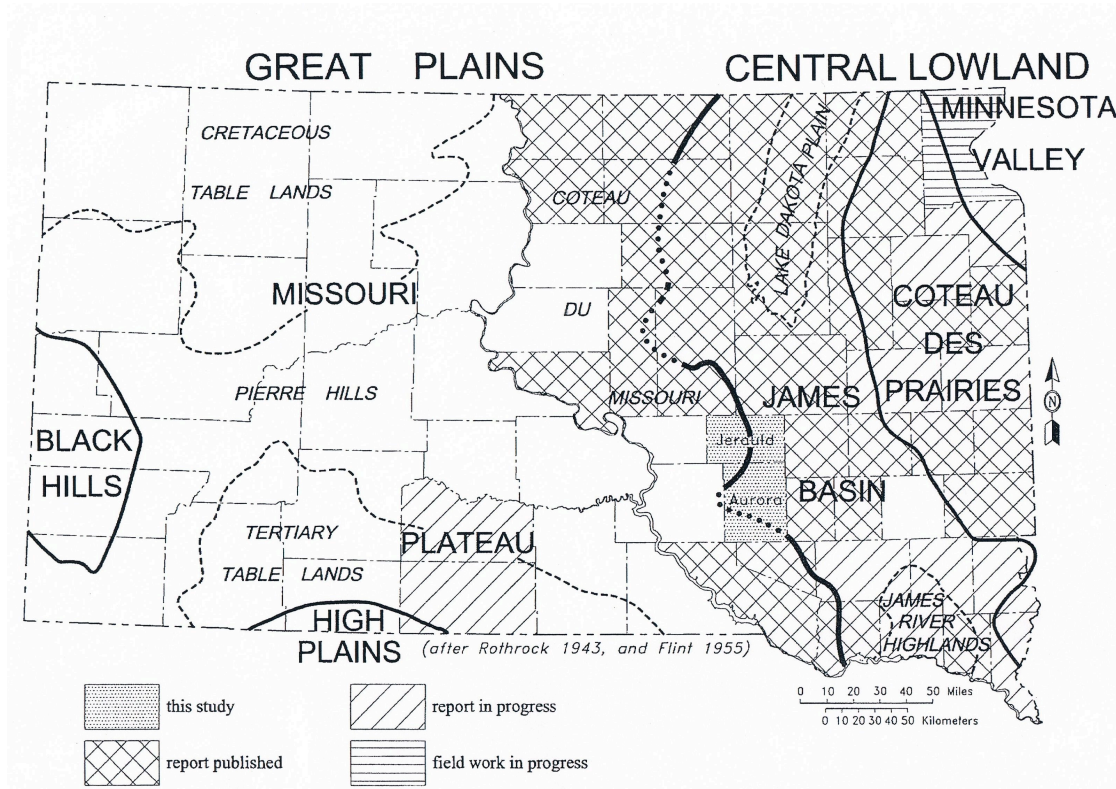 GREAT PLAINS
CENTRAL LOWLAND
MINNESOTA
VALLEY
CRETACEOUS
TABLE LANDS
COTEAU
LAKE DAKOTA PLAIN
MISSOURI
DU
COTEAU
DES
PRAIRIES
PIERRE HILLS
MISSOURI
JAMES
N
BLACK
HILLS
Jerauld
Aurora
BASIN
TERTIARY
TABLE LANDS
PLATEAU
JAMES
RIVER
HIGHLANDS
HIGH
PLAINS
(after Rothrock 1943, and Flint 1955)
0 10 20 30 40 50 Miles
0 10 20 30 40 50 Kilometers
this study
report in progress
report published
field work in progress